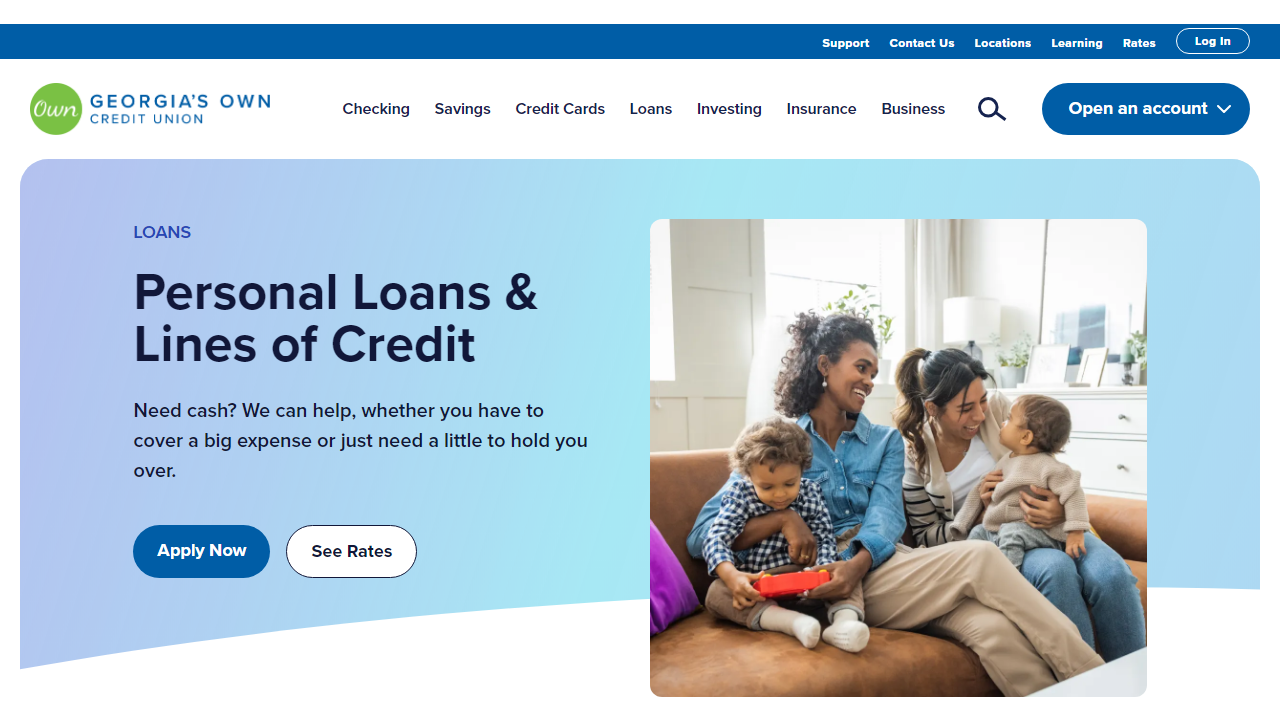 Support Contact Us Locations Learning Rates Log In
Own GEORGIA'S OWN
CREDIT UNION
Checking Savings Credit Cards Loans Investing Insurance Business Open an account
LOANS
Personal Loans &
Lines of Credit
Need cash? We can help, whether you have to
cover a big expense or just need a little to hold you
over.
Apply Now See Rates